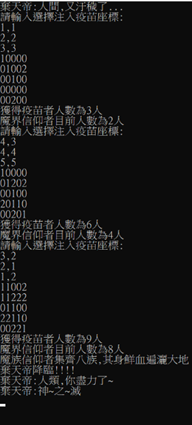 棄天帝:人間,又汙穢了...
請輸入選擇注入疫苗座標:
1,1
2,2
3,3
10000
01002
00100
00000
00200
獲得疫苗者人數為3人
魔界信仰者目前人數為2人
請輸入選擇注入疫苗座標:
4,3
4,4
5,5
10000
01202
00100
20110
00201
獲得疫苗者人數為6人
魔界信仰者目前人數為4人
請輸入選擇注入疫苗座標:
3,2
2,1
1,2
11002
11222
01100
22110
00221
獲得疫苗者人數為9人
魔界信仰者目前人數為8人
魔族信仰者集齊八族,其身鮮血遍灑大地
棄天帝降臨!!!!
棄天帝:人類,你盡力了~
棄天帝:神~之~滅